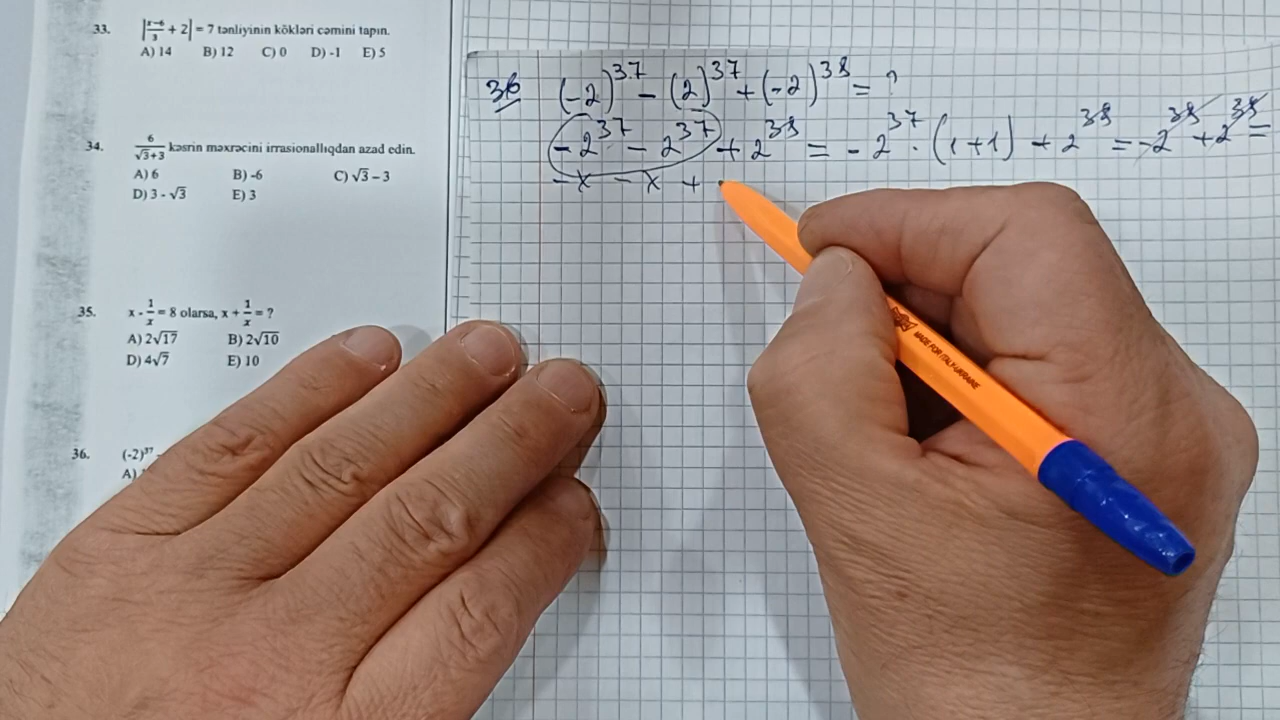 33. |x-6/3 + 2| = 7 tənliyinin kökləri cəmini tapın.
A) 14 B) 12 C) 0 D) -1 E) 5
34. 6/√3+3 kəsrin məxrəcini irrasionallıqdan azad edin.
A) 6 B) -6 C) √3 – 3
D) 3 - √3 E) 3
35. x - 1/x = 8 olarsa, x + 1/x = ?
A) 2√17 B) 2√10
D) 4√7 E) 10
36. (-2)³⁷
A)
36 (-2)³⁷ - (2)³⁷ + (-2)³⁸ = ?
-2³⁷ - 2³⁷ + 2³⁸ = -2³⁷ · (1+1) + 2³⁸ = -2³⁸ + 2³⁸ =
-x - x +
MADE FOR ITALY-UKRAINE